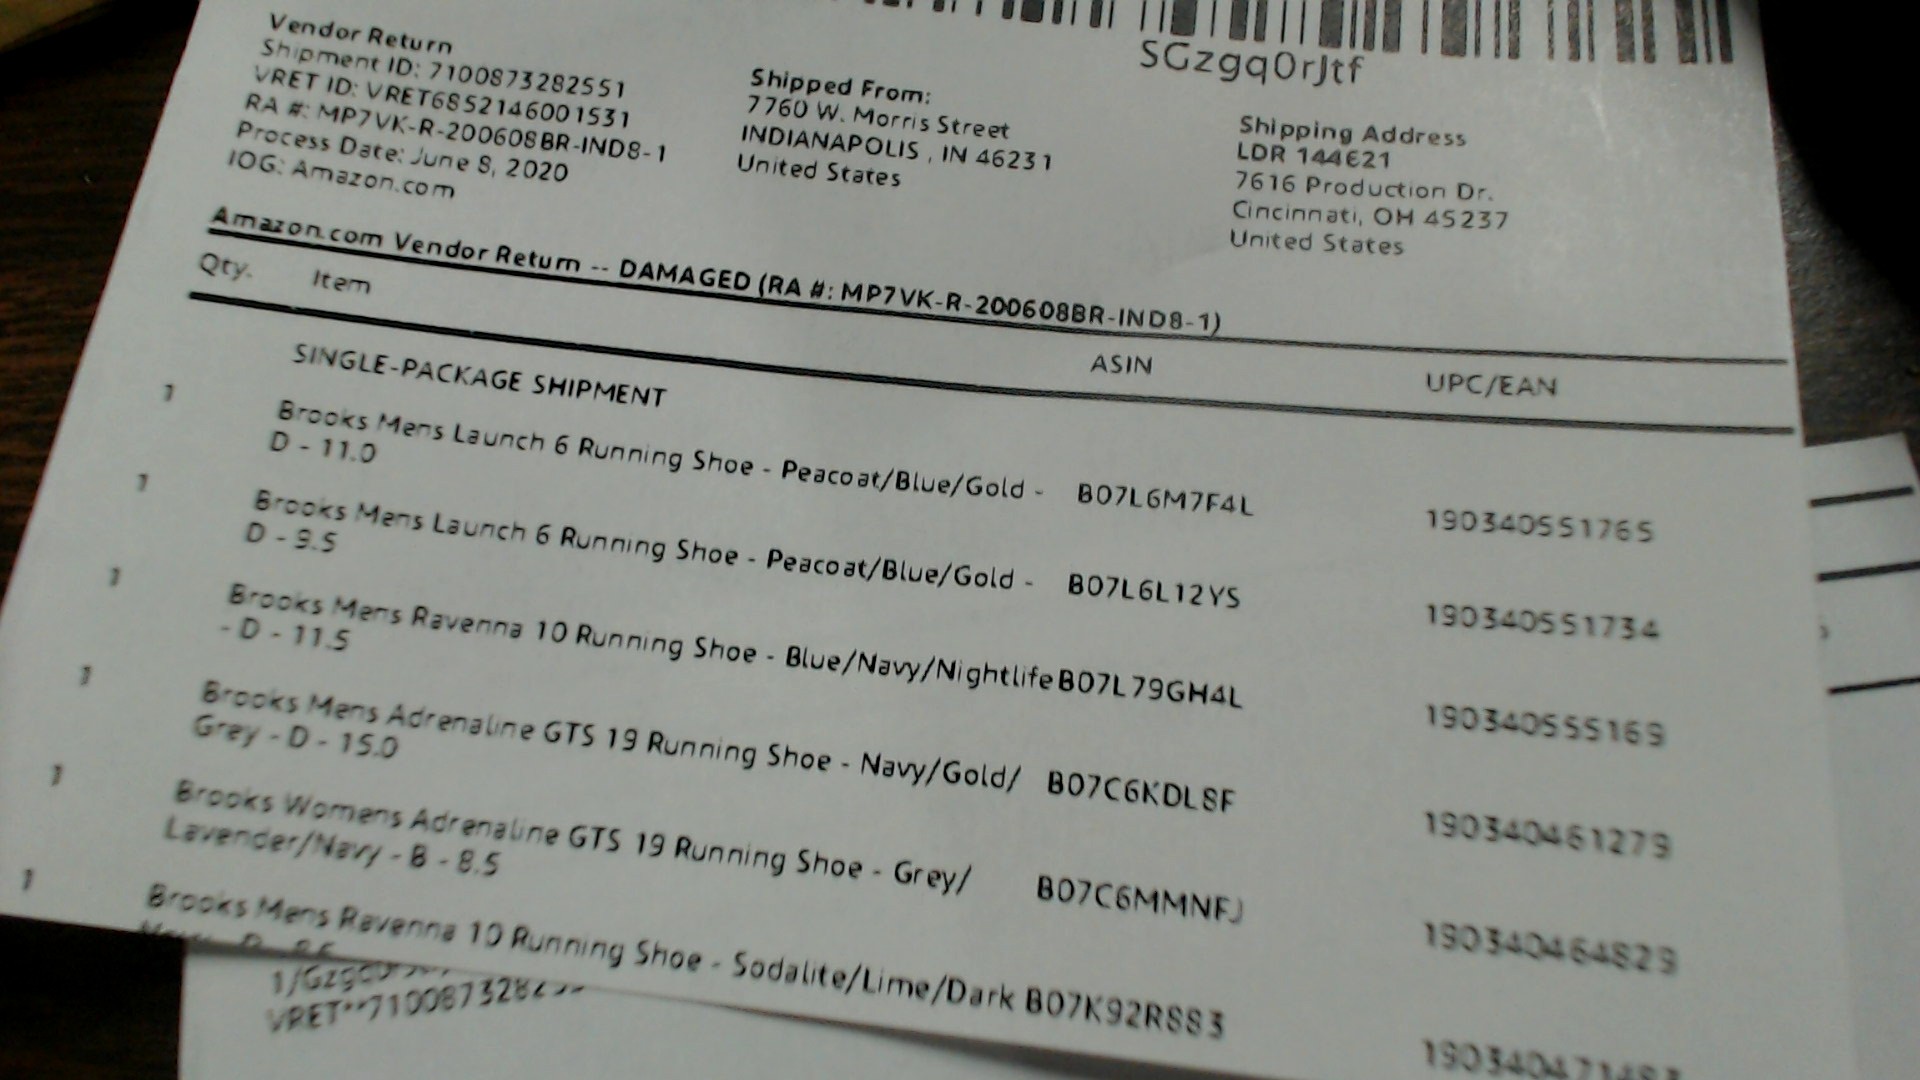 SGzgq0rJtf
Vendor Return
Shipment ID: 7100873282551
VRET ID: VRET6852146001531
RA #: MP7VK-R-200608BR-IND8-1
Process Date: June 8, 2020
IOG: Amazon.com
Shipped From:
7760 W. Morris Street
INDIANAPOLIS , IN 46231
United States
Shipping Address
LDR 144621
7616 Production Dr.
Cincinnati, OH 45237
United States
Amazon.com Vendor Return -- DAMAGED (RA #: MP7VK-R-200608BR-IND8-1)
Qty. Item ASIN UPC/EAN
SINGLE-PACKAGE SHIPMENT
1 Brooks Mens Launch 6 Running Shoe - Peacoat/Blue/Gold - B07L6M7F4L 190340551765
D - 11.0
1 Brooks Mens Launch 6 Running Shoe - Peacoat/Blue/Gold - B07L6L12YS 190340551734
D - 9.5
1 Brooks Mens Ravenna 10 Running Shoe - Blue/Navy/Nightlife B07L79GH4L 190340555169
- D - 11.5
1 Brooks Mens Adrenaline GTS 19 Running Shoe - Navy/Gold/ B07C6KDL8F 190340461279
Grey - D - 15.0
1 Brooks Womens Adrenaline GTS 19 Running Shoe - Grey/ B07C6MMNFJ 190340464829
Lavender/Navy - B - 8.5
1 Brooks Mens Ravenna 10 Running Shoe - Sodalite/Lime/Dark B07K92R883